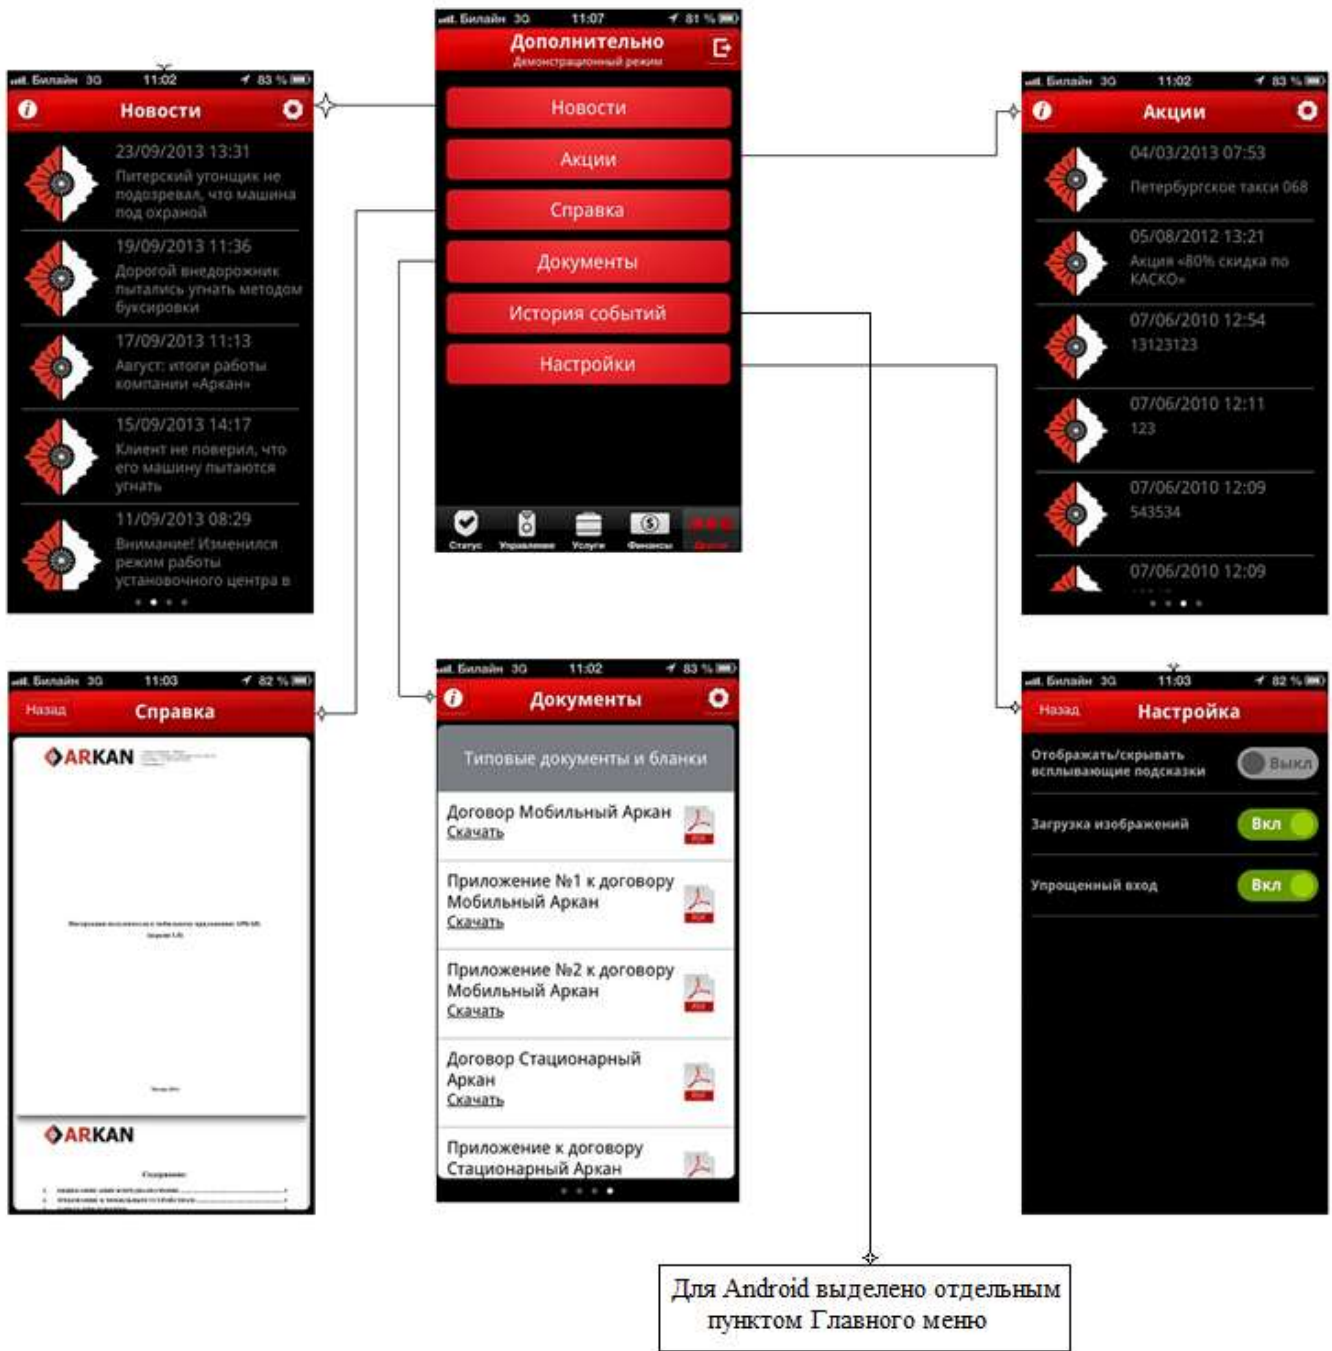 Билайн 3G 11:07 81 %
Дополнительно
Демонстрационный режим
Новости
Акции
Справка
Документы
История событий
Настройки
Статус Управление Услуги Финансы
Билайн 3G 11:02 83 %
Новости
23/09/2013 13:31
Питерский угонщик не
подозревал, что машина
под охраной
19/09/2013 11:36
Дорогой внедорожник
пытались угнать методом
буксировки
17/09/2013 11:13
Август: итоги работы
компании «Аркан»
15/09/2013 14:17
Клиент не поверил, что
его машину пытаются
угнать
11/09/2013 08:29
Внимание! Изменился
режим работы
установочного центра в
Билайн 3G 11:02 83 %
Акции
04/03/2013 07:53
Петербургское такси 068
05/08/2012 13:21
Акция «80% скидка по
КАСКО»
07/06/2010 12:54
13123123
07/06/2010 12:11
123
07/06/2010 12:09
543534
07/06/2010 12:09
Билайн 3G 11:03 82 %
Назад Справка
ARKAN
ARKAN
Содержание
Билайн 3G 11:02 83 %
Документы
Типовые документы и бланки
Договор Мобильный Аркан
Скачать
Приложение №1 к договору
Мобильный Аркан
Скачать
Приложение №2 к договору
Мобильный Аркан
Скачать
Договор Стационарный
Аркан
Скачать
Приложение к договору
Стационарный Аркан
Билайн 3G 11:03 82 %
Назад Настройка
Отображать/скрывать
всплывающие подсказки
Выкл
Загрузка изображений
Вкл
Упрощенный вход
Вкл
Для Android выделено отдельным
пунктом Главного меню